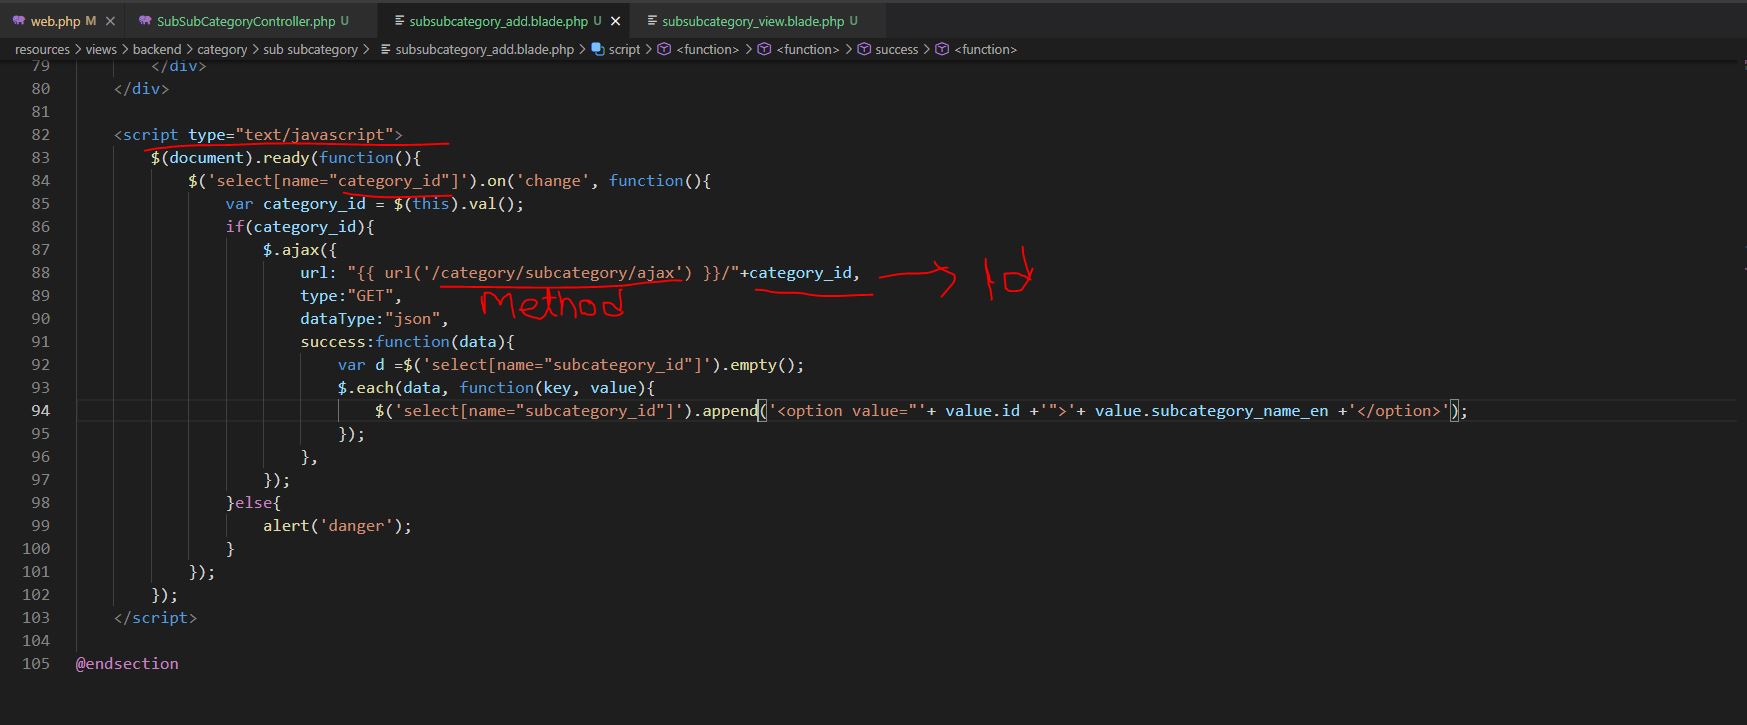 web.php M
SubSubCategoryController.php U
subsubcategory_add.blade.php U
subsubcategory_view.blade.php U
resources > views > backend > category > sub subcategory > subsubcategory_add.blade.php > script > <function> > <function> > success > <function>
79 </div>
80 </div>
81
82 <script type="text/javascript">
83 $(document).ready(function(){
84 $('select[name="category_id"]').on('change', function(){
85 var category_id = $(this).val();
86 if(category_id){
87 $.ajax({
88 url: "{{ url('/category/subcategory/ajax') }}/"+category_id,
Id
89 type:"GET",
Method
90 dataType:"json",
91 success:function(data){
92 var d =$('select[name="subcategory_id"]').empty();
93 $.each(data, function(key, value){
94 $('select[name="subcategory_id"]').append('<option value="'+ value.id +'">'+ value.subcategory_name_en +'</option>');
95 });
96 },
97 });
98 }else{
99 alert('danger');
100 }
101 });
102 });
103 </script>
104
105 @endsection